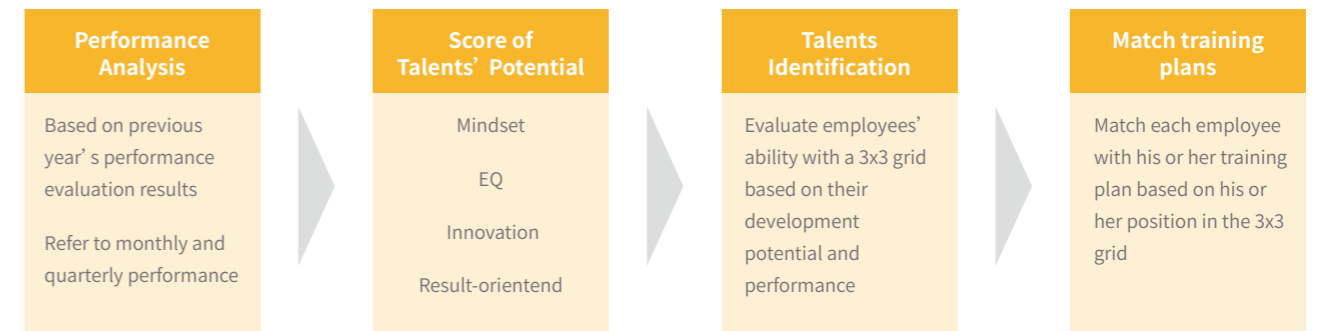 Performance
Analysis
Based on previous
year’s performance
evaluation results
Refer to monthly and
quarterly performance
Score of
Talents’ Potential
Mindset
EQ
Innovation
Result-orientend
Talents
Identification
Evaluate employees’
ability with a 3x3 grid
based on their
development
potential and
performance
Match training
plans
Match each employee
with his or her training
plan based on his or
her position in the 3x3
grid